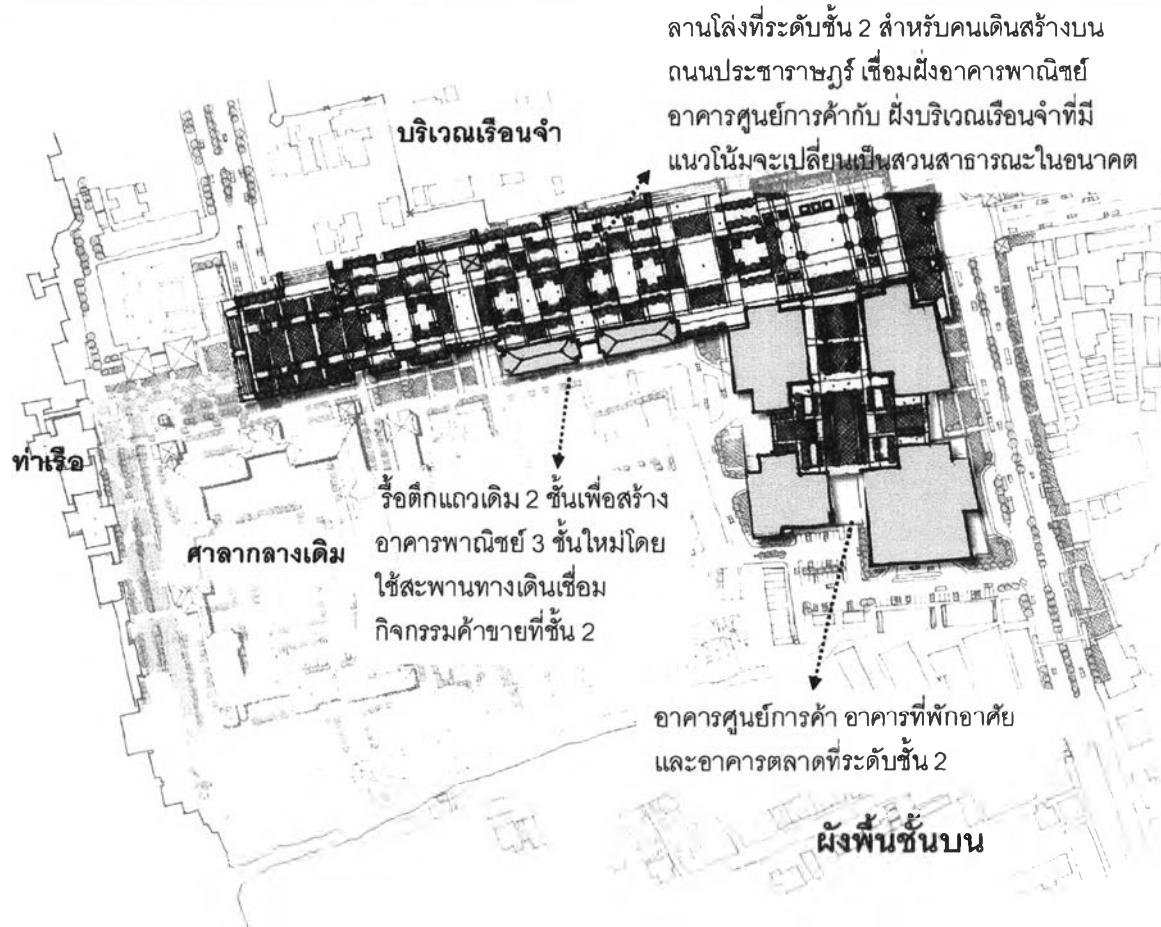 ลานโล่งที่ระดับชั้น 2 สำหรับคนเดินสร้างบน
ถนนประชาราษฎร์ เชื่อมฝั่งอาคารพาณิชย์
อาคารศูนย์การค้ากับ ฝั่งบริเวณเรือนจำที่มี
แนวโน้มจะเปลี่ยนเป็นสวนสาธารณะในอนาคต
บริเวณเรือนจำ
ท่าเรือ
ศาลากลางเดิม
รื้อตึกแถวเดิม 2 ชั้นเพื่อสร้าง
อาคารพาณิชย์ 3 ชั้นใหม่โดย
ใช้สะพานทางเดินเชื่อม
กิจกรรมค้าขายที่ชั้น 2
อาคารศูนย์การค้า อาคารที่พักอาศัย
และอาคารตลาดที่ระดับชั้น 2
ผังพื้นชั้นบน